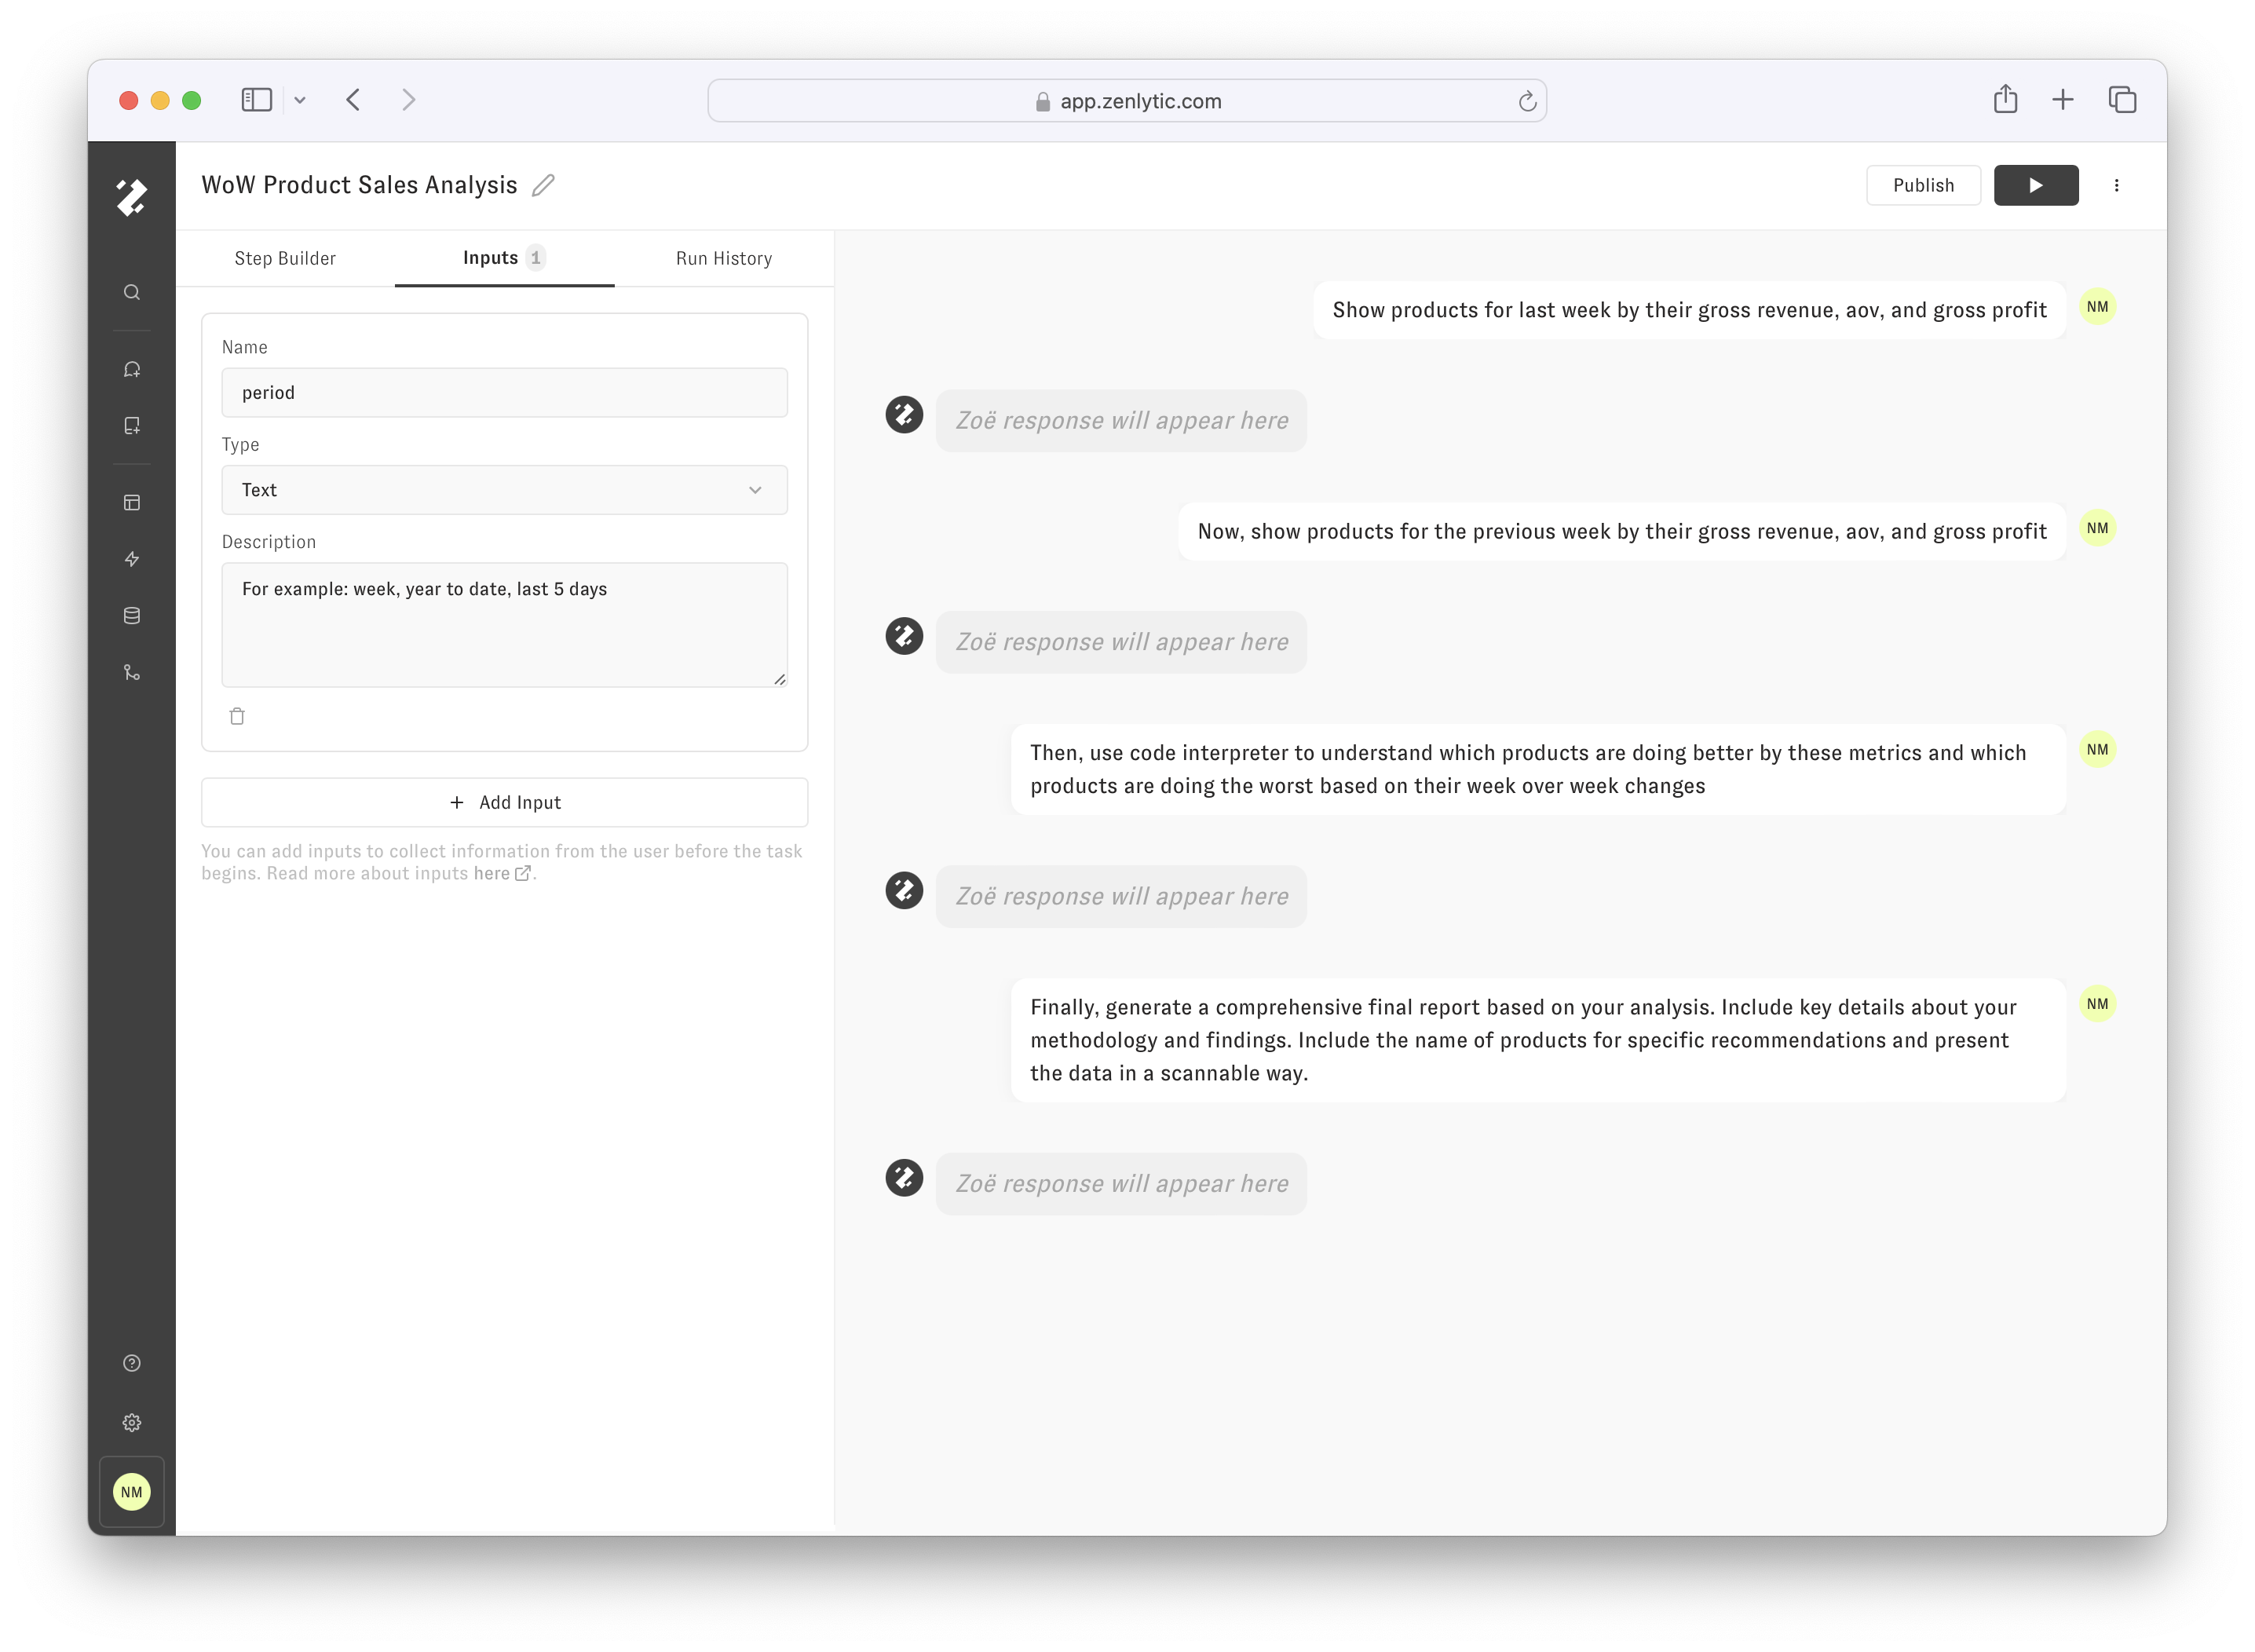 app.zenlytic.com
WoW Product Sales Analysis
Publish
Step Builder
Inputs 1
Run History
Name
period
Type
Text
Description
For example: week, year to date, last 5 days
Add Input
You can add inputs to collect information from the user before the task
begins. Read more about inputs here.
Show products for last week by their gross revenue, aov, and gross profit
NM
Zoë response will appear here
Now, show products for the previous week by their gross revenue, aov, and gross profit
NM
Zoë response will appear here
Then, use code interpreter to understand which products are doing better by these metrics and which
products are doing the worst based on their week over week changes
NM
Zoë response will appear here
Finally, generate a comprehensive final report based on your analysis. Include key details about your
methodology and findings. Include the name of products for specific recommendations and present
the data in a scannable way.
NM
Zoë response will appear here
NM